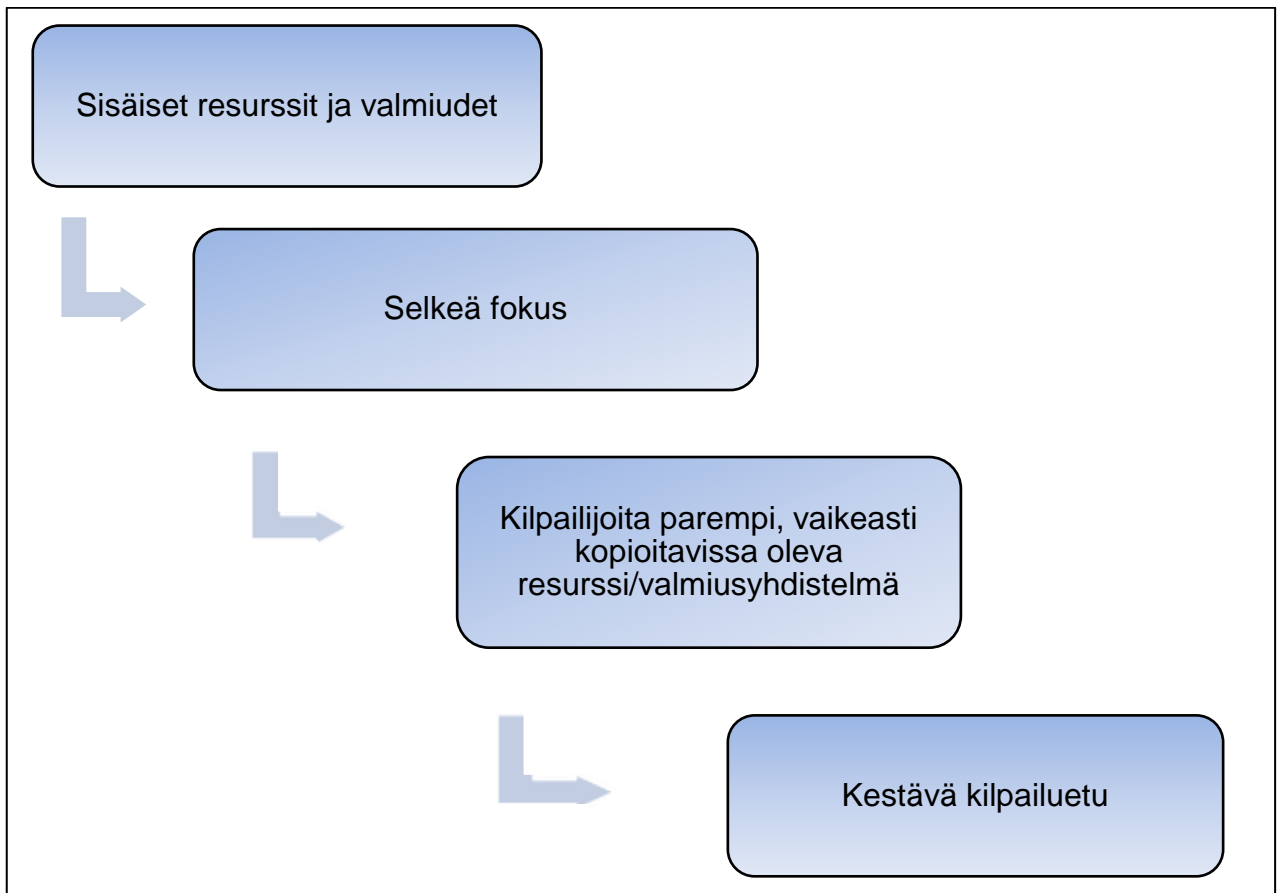 Sisäiset resurssit ja valmiudet
Selkeä fokus
Kilpailijoita parempi, vaikeasti
kopioitavissa oleva
resurssi/valmiusyhdistelmä
Kestävä kilpailuetu